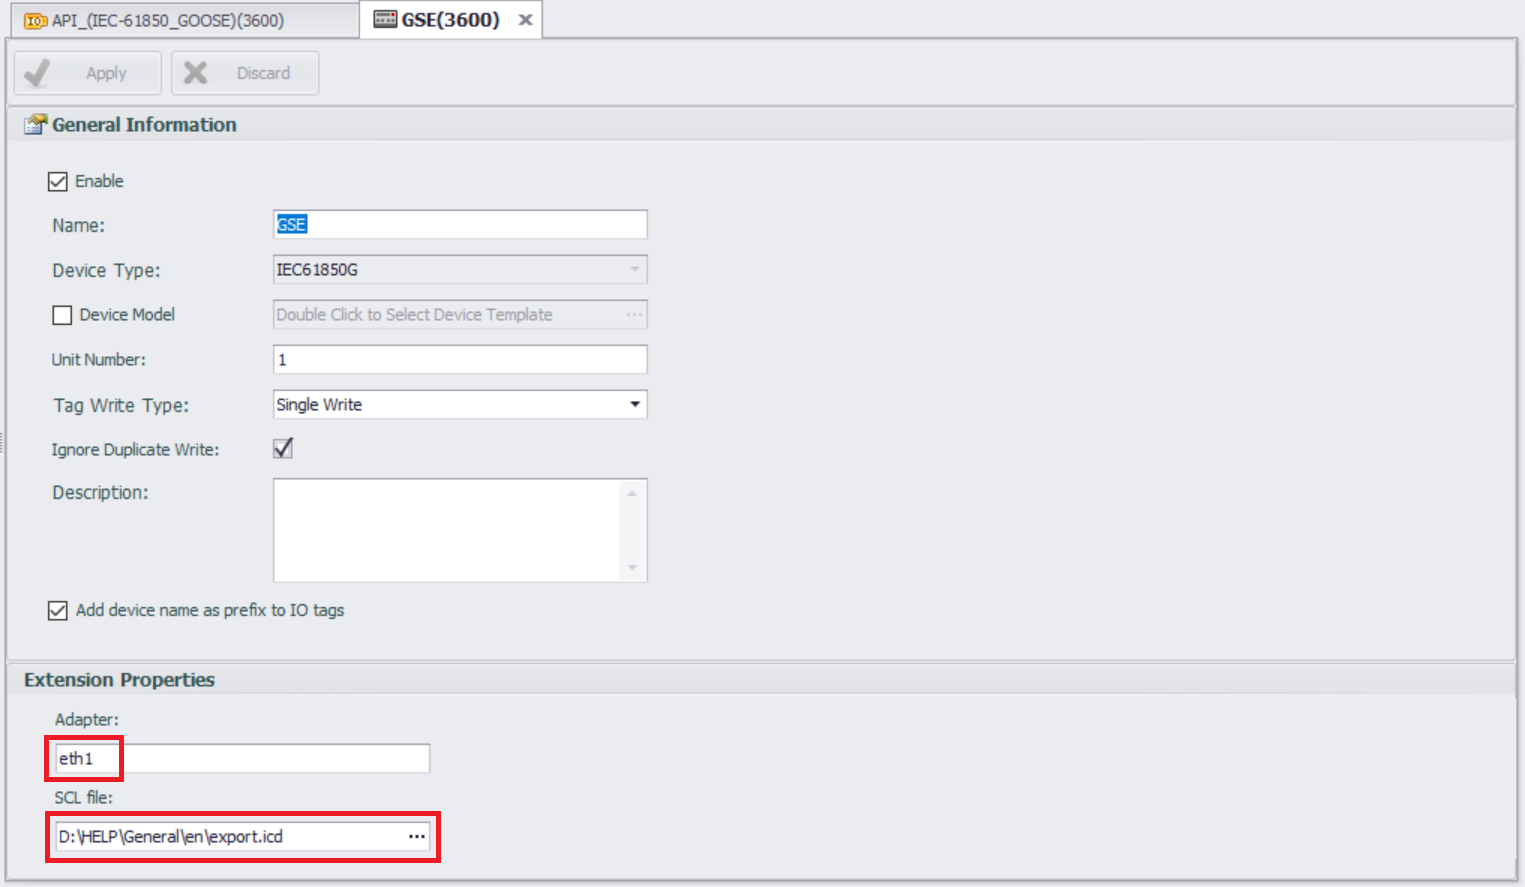 API_(IEC-61850_GOOSE)(3600)
GSE(3600)
Apply
Discard
General Information
Enable
Name:
GSE
Device Type:
IEC61850G
Device Model
Double Click to Select Device Template
...
Unit Number:
1
Tag Write Type:
Single Write
Ignore Duplicate Write:
Description:
Add device name as prefix to IO tags
Extension Properties
Adapter:
eth1
SCL file:
D:\HELP\General\en\export.icd
...